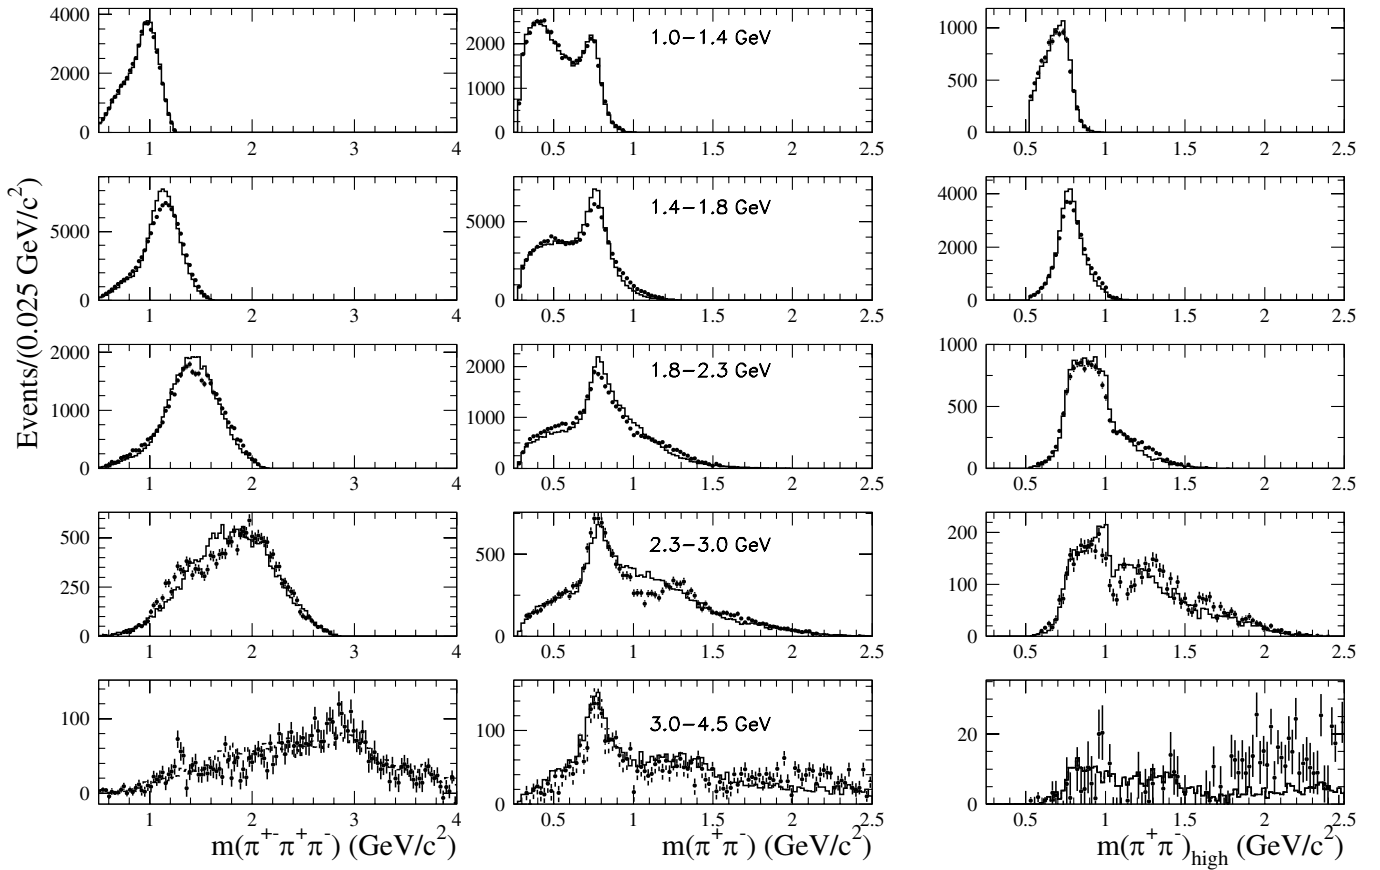 Events/(0.025 GeV/c²)
4000
2000
0
1 2 3 4
2000
1000
0
0.5 1 1.5 2 2.5
1.0–1.4 GeV
1000
500
0
0.5 1 1.5 2 2.5
5000
0
1 2 3 4
5000
0
0.5 1 1.5 2 2.5
1.4–1.8 GeV
4000
2000
0
0.5 1 1.5 2 2.5
2000
1000
0
1 2 3 4
2000
1000
0
0.5 1 1.5 2 2.5
1.8–2.3 GeV
1000
500
0
0.5 1 1.5 2 2.5
500
250
0
1 2 3 4
500
0
0.5 1 1.5 2 2.5
2.3–3.0 GeV
200
100
0
0.5 1 1.5 2 2.5
100
0
1 2 3 4
100
0
0.5 1 1.5 2 2.5
3.0–4.5 GeV
20
0
0.5 1 1.5 2 2.5
m(π⁺⁻π⁺π⁻) (GeV/c²)
m(π⁺π⁻) (GeV/c²)
m(π⁺π⁻)high (GeV/c²)